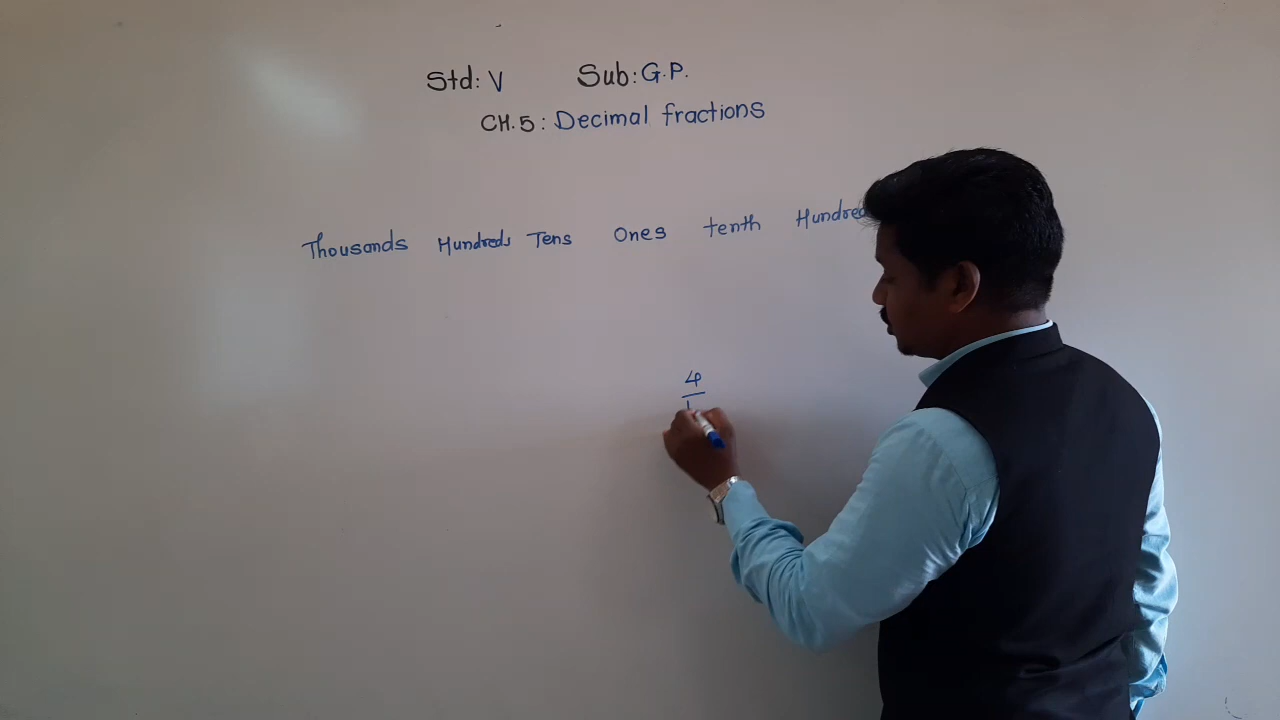 Std: V Sub: G.P.
CH.5: Decimal fractions
Thousands Hundreds Tens Ones tenth
4